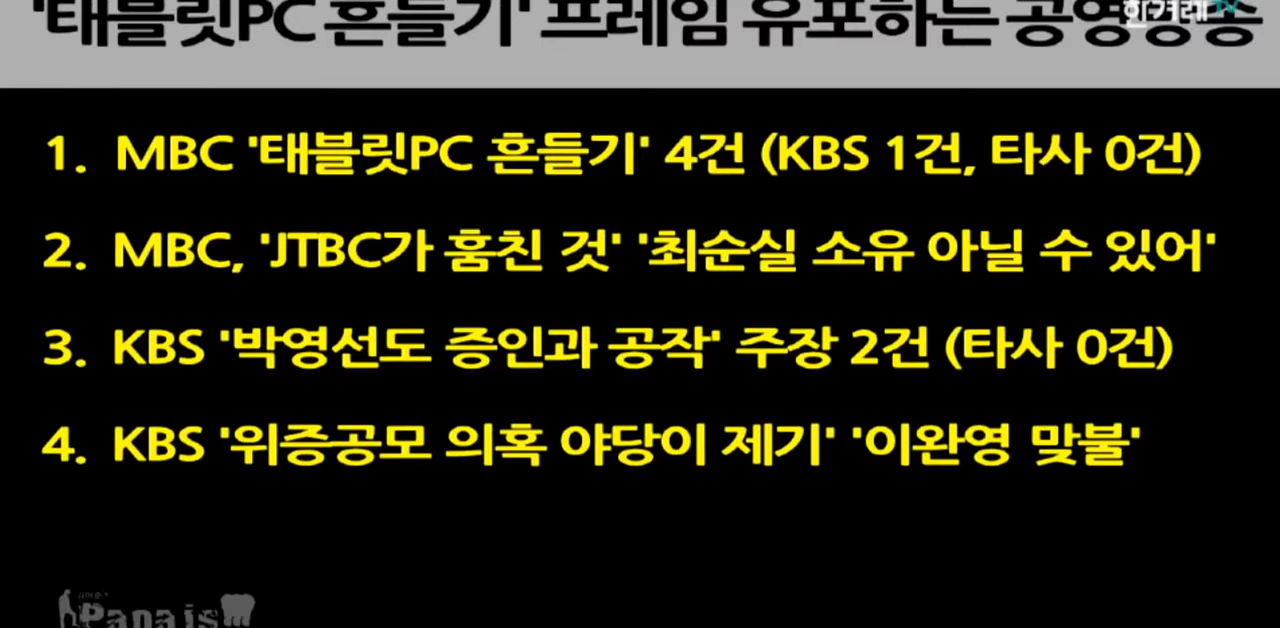 '태블릿PC 흔들기' 프레임 유포하는 공영방송
한겨레TV
1. MBC '태블릿PC 흔들기' 4건 (KBS 1건, 타사 0건)
2. MBC, 'JTBC가 훔친 것' '최순실 소유 아닐 수 있어'
3. KBS '박영선도 증인과 공작' 주장 2건 (타사 0건)
4. KBS '위증공모 의혹 야당이 제기' '이완영 맞불'